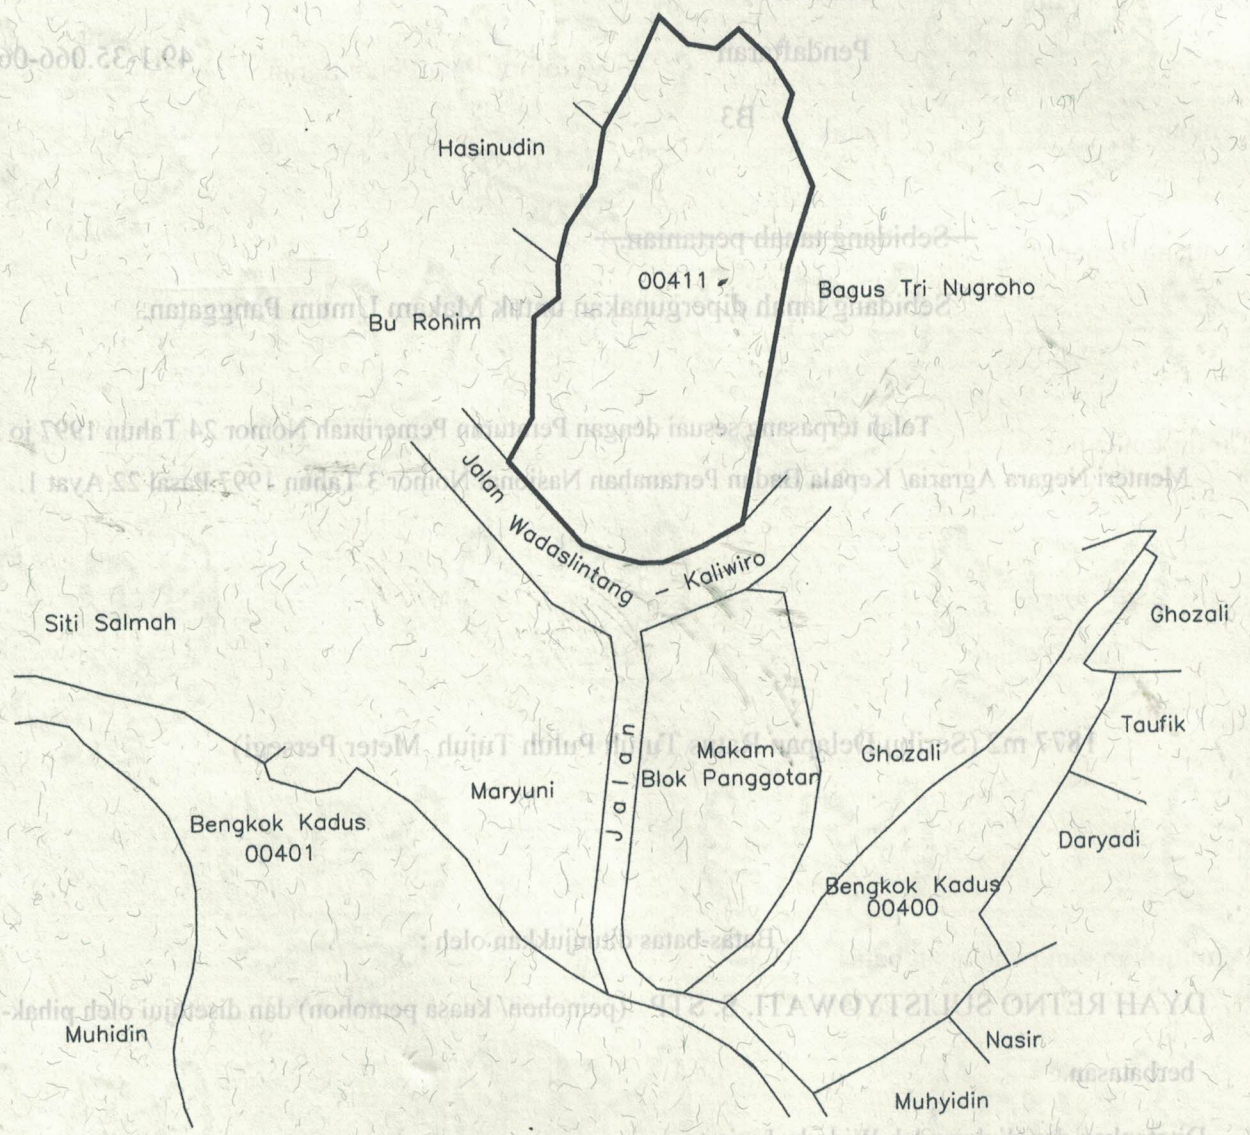 Pendaftaran
49.1-35.066-06
B3
Hasinudin
Sebidang tanah pertanian.
00411
Bagus Tri Nugroho
Sebidang tanah dipergunakan untuk Makam Umum Panggatan
Bu Rohim
Telah terpasang sesuai dengan Peraturan Pemerintah Nomor 24 Tahun 1997 jo
Menteri Negara Agraria/ Kepala Badan Pertanahan Nasional Nomor 3 Tahun 1997 Pasal 22 Ayat 1.
Jalan Wadaslintang - Kaliwiro
Siti Salmah
Ghozali
Taufik
1877 m2 (Seribu Delapan Ratus Tujuh Puluh Tujuh Meter Persegi)
Jalan
Makam
Blok Panggotan
Ghozali
Maryuni
Bengkok Kadus
00401
Daryadi
Bengkok Kadus
00400
Batas-batas ditunjukkan oleh :
DYAH RETNO SULISTYOWATI. S. STP (pemohon/ kuasa pemohon) dan disetujui oleh pihak-
Muhidin
Nasir
berbatasan.
Muhyidin